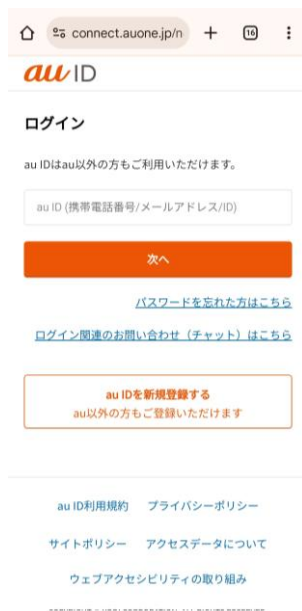 connect.auone.jp/n
16
au ID
ログイン
au IDはau以外の方もご利用いただけます。
au ID (携帯電話番号/メールアドレス/ID)
次へ
パスワードを忘れた方はこちら
ログイン関連のお問い合わせ（チャット）はこちら
au IDを新規登録する
au以外の方もご登録いただけます
au ID利用規約 プライバシーポリシー
サイトポリシー アクセスデータについて
ウェブアクセシビリティの取り組み